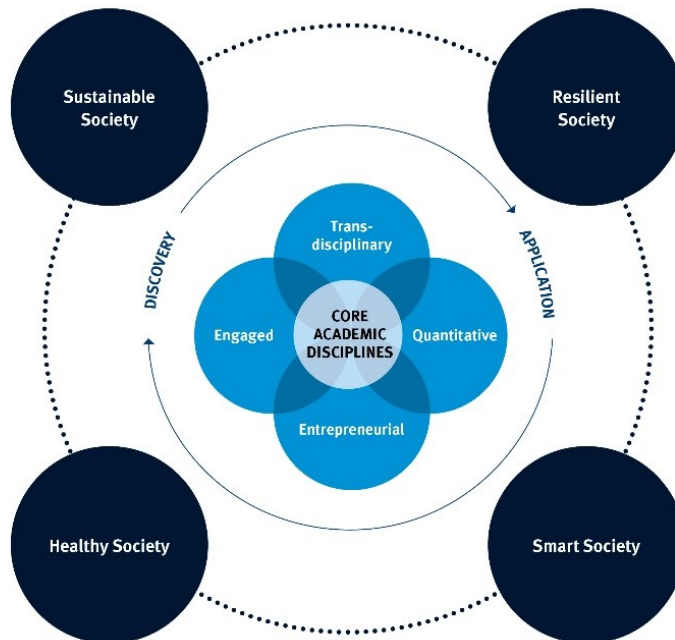 Sustainable
Society
Resilient
Society
Trans-
disciplinary
DISCOVERY
APPLICATION
Engaged
CORE
ACADEMIC
DISCIPLINES
Quantitative
Entrepreneurial
Healthy Society
Smart Society